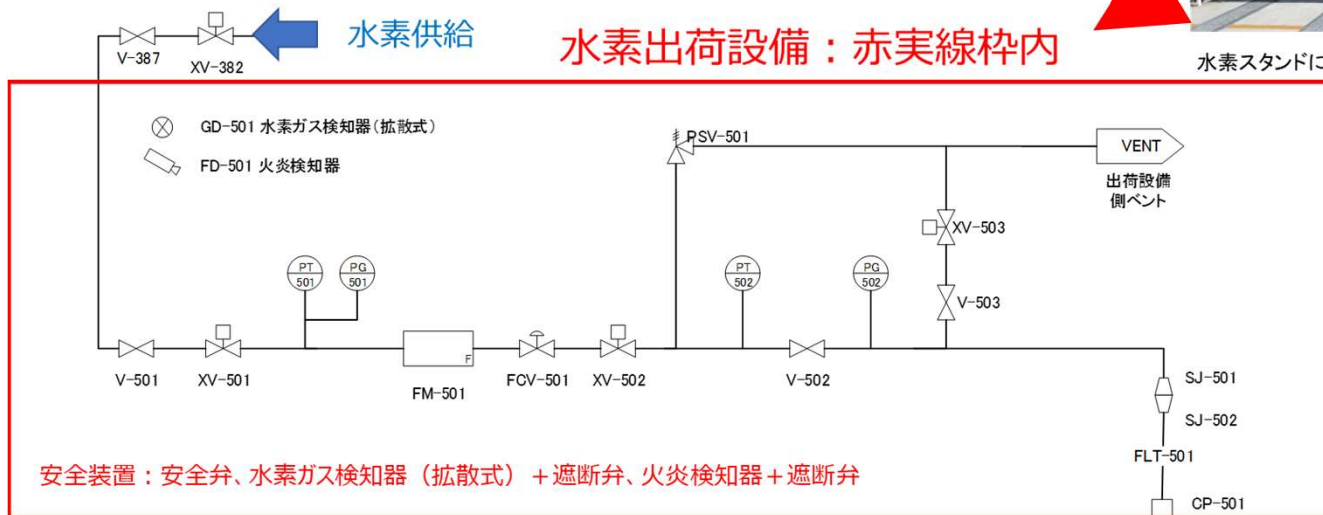 水素供給
V-387
XV-382
水素出荷設備：赤実線枠内
水素スタンドに
GD-501 水素ガス検知器（拡散式）
FD-501 火炎検知器
PSV-501
VENT
出荷設備
側ベント
XV-503
V-503
PT
501
PG
501
PT
502
PG
502
V-501
XV-501
F
FM-501
FCV-501
XV-502
V-502
SJ-501
SJ-502
FLT-501
CP-501
安全装置：安全弁、水素ガス検知器（拡散式）＋遮断弁、火炎検知器＋遮断弁